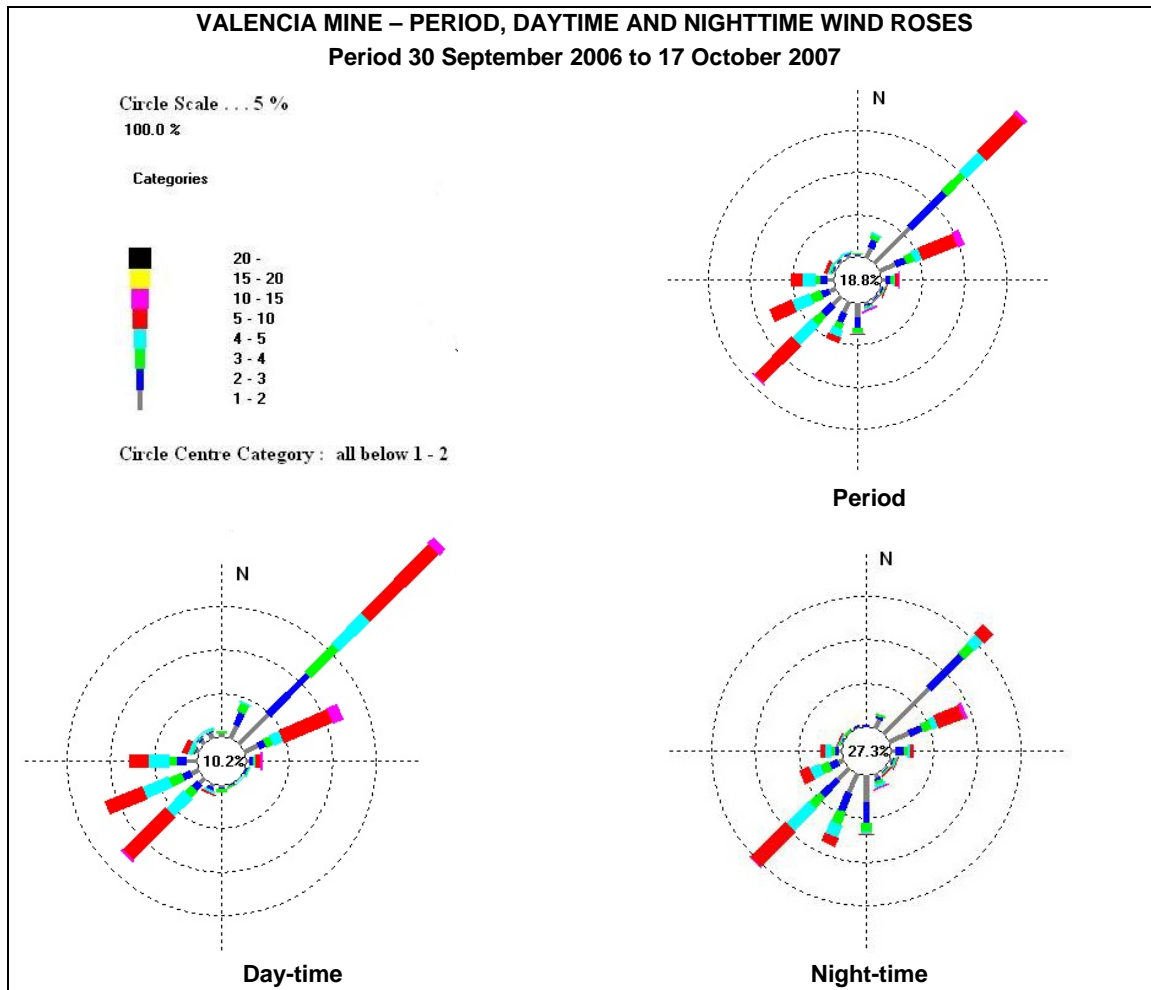 VALENCIA MINE – PERIOD, DAYTIME AND NIGHTTIME WIND ROSES
Period 30 September 2006 to 17 October 2007
Circle Scale . . . 5 %
100.0 %
Categories
20 -
15 - 20
10 - 15
5 - 10
4 - 5
3 - 4
2 - 3
1 - 2
Circle Centre Category : all below 1 - 2
N
18.8%
Period
N
10.2%
Day-time
N
27.3%
Night-time